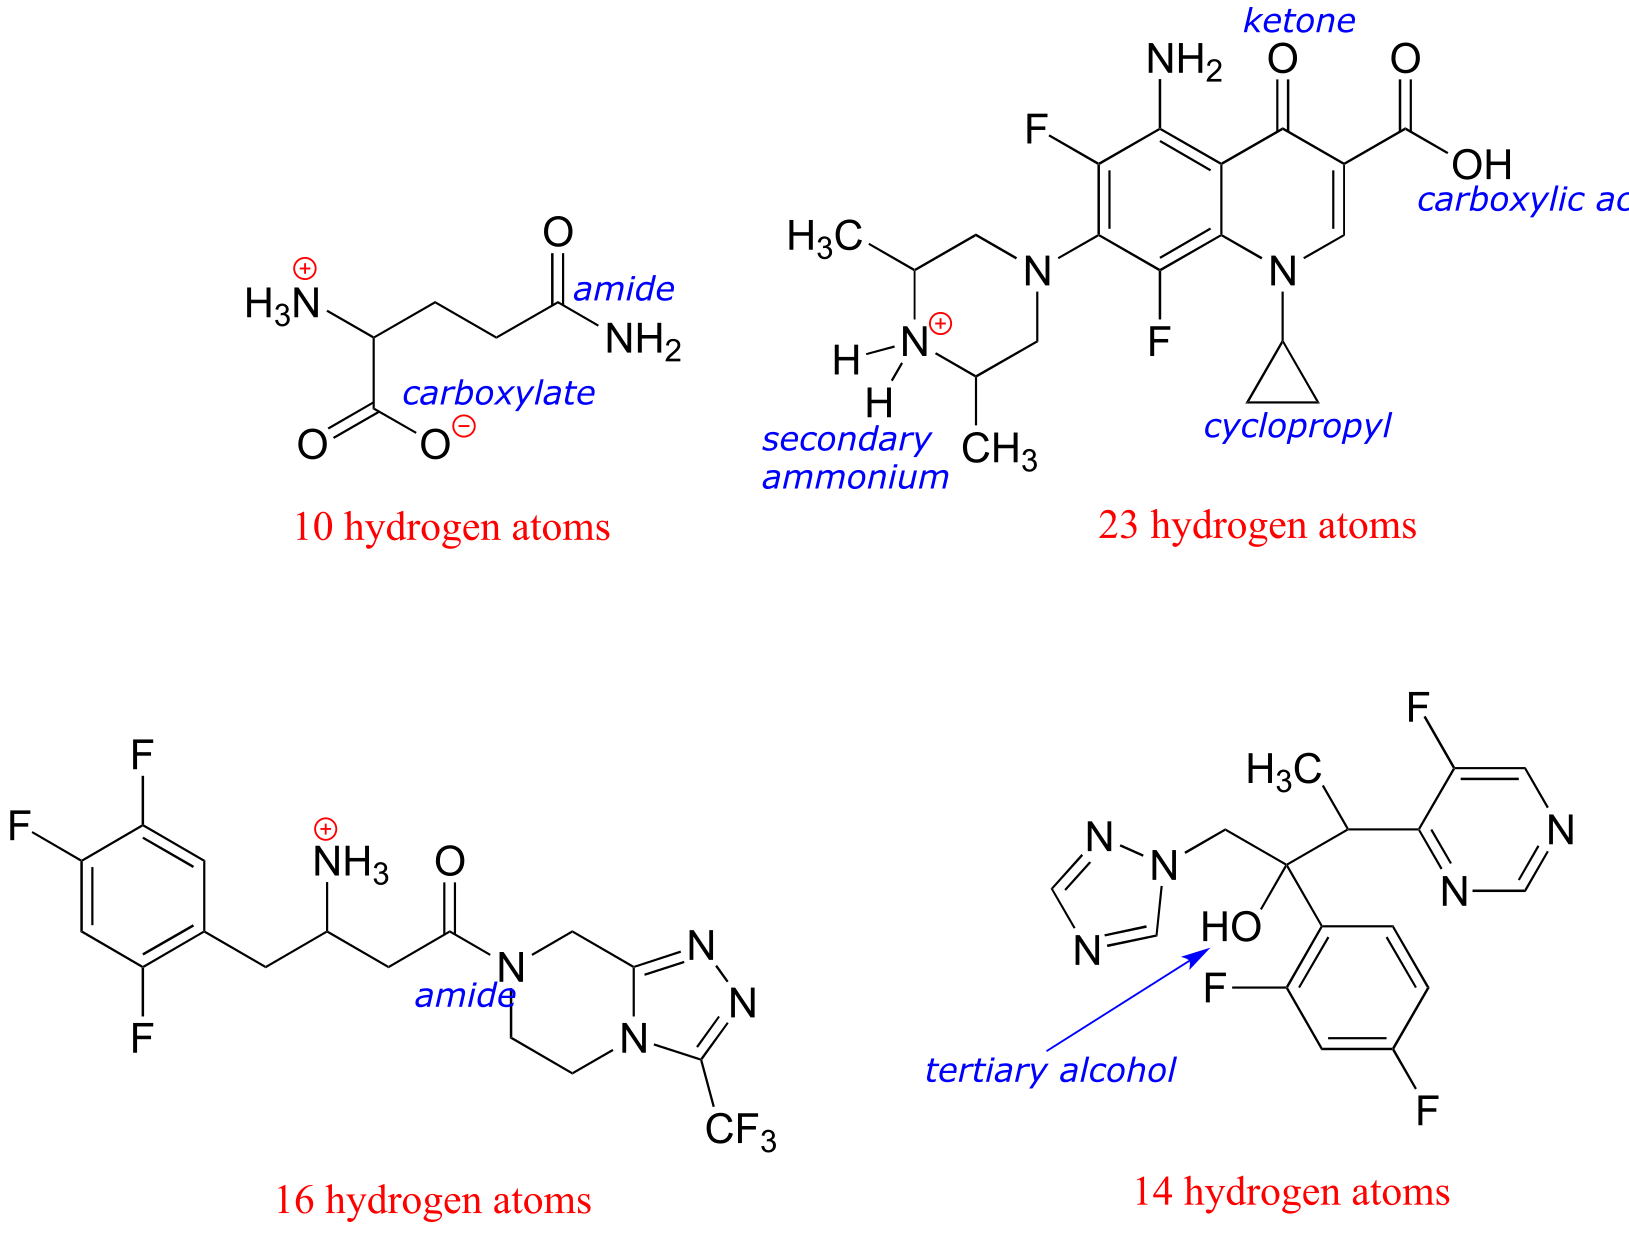 ketone
NH2
O
O
F
OH
carboxylic ac
H3C
N
N
⊕
N
H
H
F
secondary
ammonium
CH3
cyclopropyl
23 hydrogen atoms
O
⊕
H3N
amide
NH2
carboxylate
O
O⊖
10 hydrogen atoms
F
F
⊕
NH3
O
N
amide
N
N
N
F
CF3
16 hydrogen atoms
F
H3C
N
N
N
N
N
HO
F
tertiary alcohol
F
14 hydrogen atoms